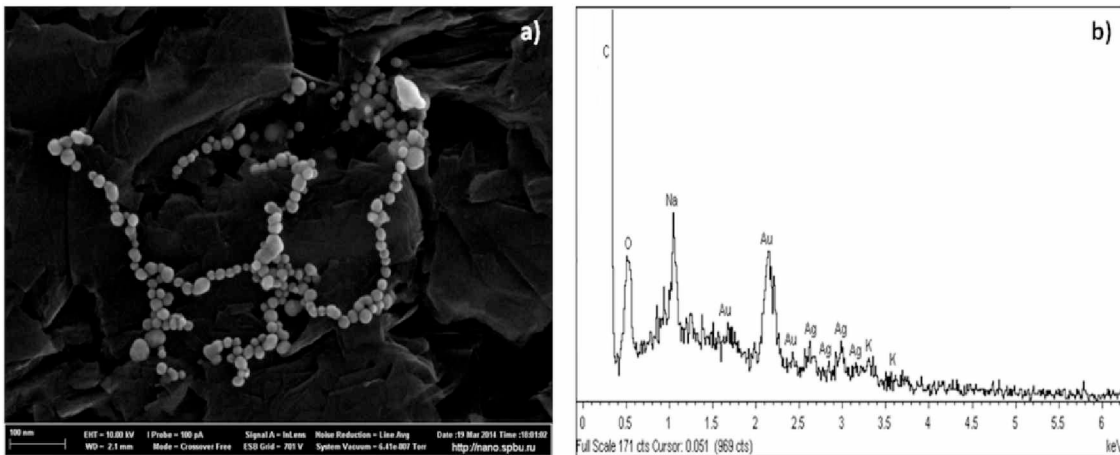 a)
100 nm
EHT = 10.00 kV
WD = 2.1 mm
I Probe = 100 pA
Mode = Crossover Free
Signal A = InLens
ESB Grid = 701 V
Noise Reduction = Line Avg
System Vacuum = 6.41e-007 Torr
Date :19 Mar 2014 Time :18:01:02
http://nano.spbu.ru
b)
C
O
Na
Au
Au
Au
Ag
Ag
Ag
Ag
K
K
0 0.5 1 1.5 2 2.5 3 3.5 4 4.5 5 5.5 6
Full Scale 171 cts Cursor: 0.051 (969 cts)